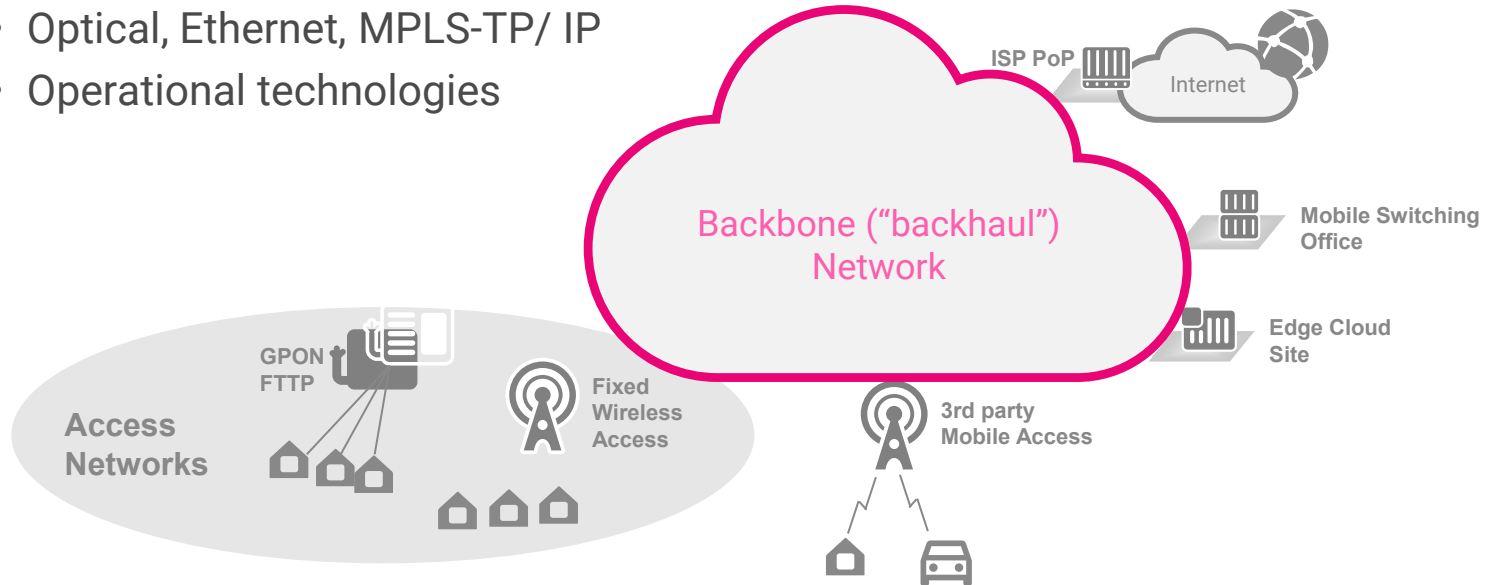 • Optical, Ethernet, MPLS-TP/ IP
• Operational technologies
ISP PoP
Internet
Backbone (“backhaul”)
Network
Mobile Switching
Office
Edge Cloud
Site
GPON
FTTP
Fixed
Wireless
Access
Access
Networks
3rd party
Mobile Access